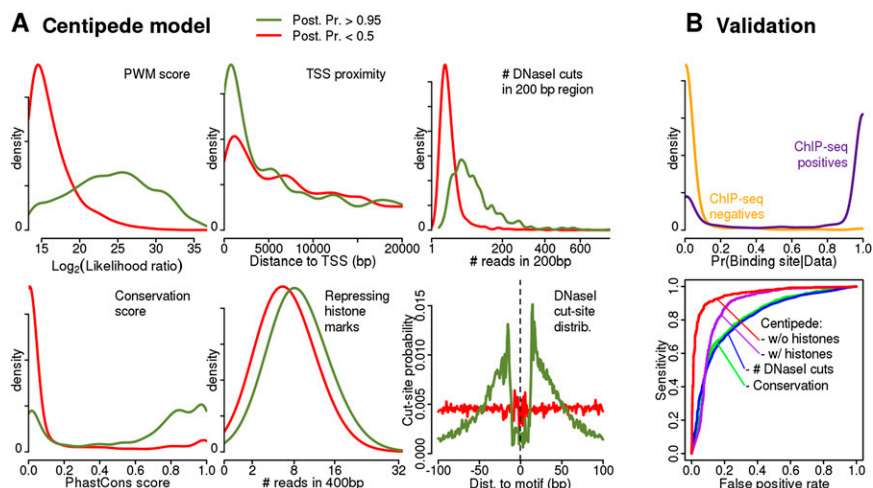 A Centipede model
Post. Pr. > 0.95
Post. Pr. < 0.5
PWM score
density
0
15 20 25 30 35
Log2(Likelihood ratio)
TSS proximity
density
0
0 5000 10000 20000
Distance to TSS (bp)
# DNaseI cuts
in 200 bp region
density
0
1 200 400 600
# reads in 200bp
Conservation
score
density
0
0.0 0.2 0.4 0.6 0.8 1.0
PhastCons score
Repressing
histone
marks
density
0
0 2 8 16 32
# reads in 400bp
DNaseI
cut-site
distrib.
Cut-site probability
0.000 0.005 0.010 0.015
-100 -50 0 50 100
Dist. to motif (bp)
B Validation
ChIP-seq
positives
ChIP-seq
negatives
density
0
0.0 0.2 0.4 0.6 0.8 1.0
Pr(Binding site|Data)
Centipede:
- w/o histones
- w/ histones
- # DNaseI cuts
- Conservation
Sensitivity
0.0 0.2 0.4 0.6 0.8 1.0
0.0 0.2 0.4 0.6 0.8 1.0
False positive rate